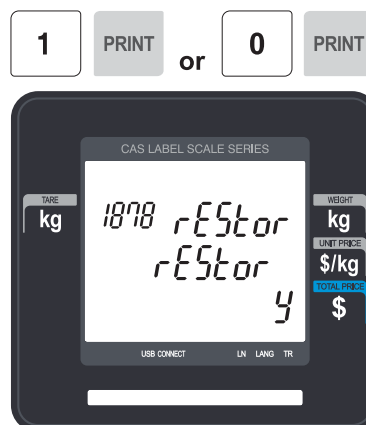 1 PRINT or 0 PRINT
CAS LABEL SCALE SERIES
TARE
kg
1878 rEStor
rEStor
y
WEIGHT
kg
UNIT PRICE
$/kg
TOTAL PRICE
$
USB CONNECT LN LANG TR